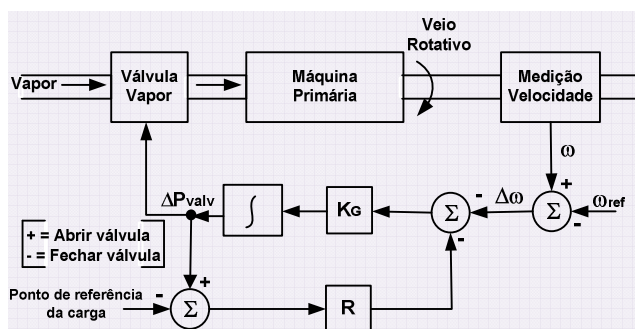 Veio
Rotativo
Vapor
Válvula
Vapor
Máquina
Primária
Medição
Velocidade
ω
ΔPvalv
∫
KG
Σ
-
-
Δω
Σ
+
-
ωref
+ = Abrir válvula
- = Fechar válvula
Ponto de referência
da carga
-
+
Σ
R